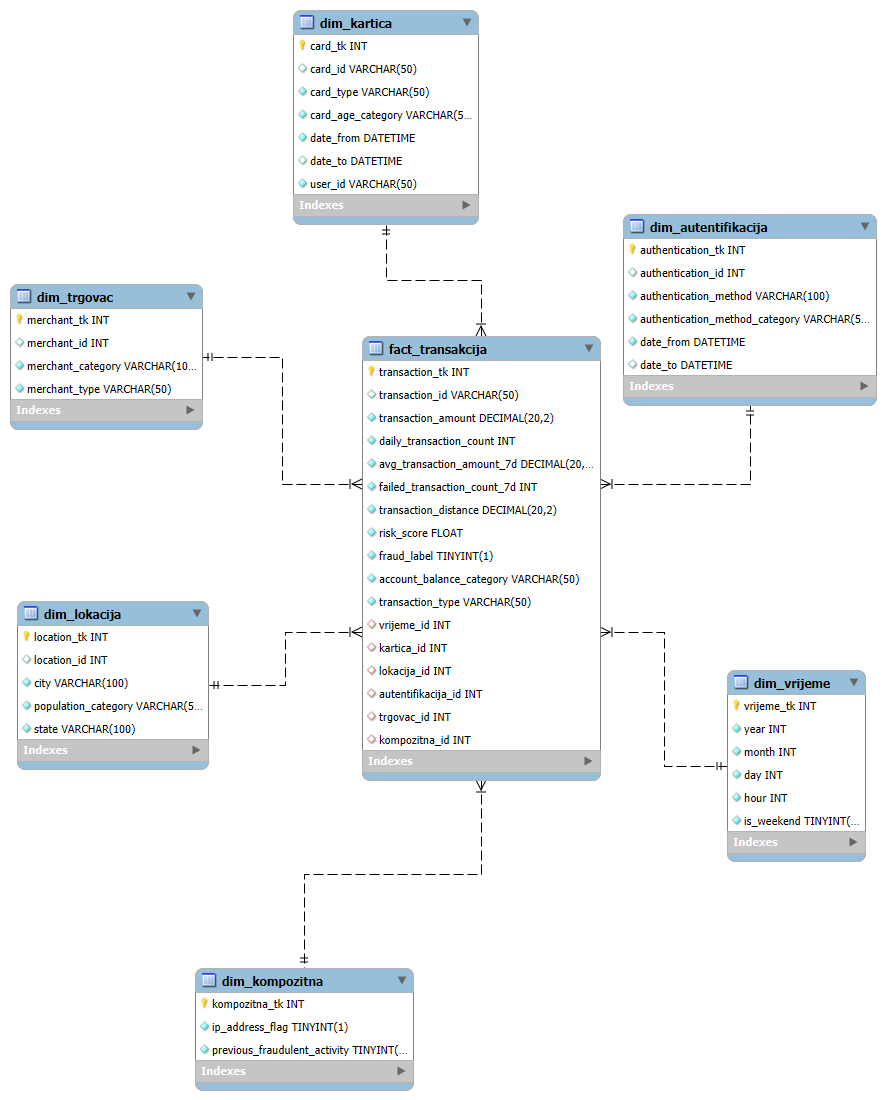 dim_kartica
card_tk INT
card_id VARCHAR(50)
card_type VARCHAR(50)
card_age_category VARCHAR(5...
date_from DATETIME
date_to DATETIME
user_id VARCHAR(50)
Indexes
dim_autentifikacija
authentication_tk INT
authentication_id INT
authentication_method VARCHAR(100)
authentication_method_category VARCHAR(5...
date_from DATETIME
date_to DATETIME
Indexes
dim_trgovac
merchant_tk INT
merchant_id INT
merchant_category VARCHAR(10...
merchant_type VARCHAR(50)
Indexes
fact_transakcija
transaction_tk INT
transaction_id VARCHAR(50)
transaction_amount DECIMAL(20,2)
daily_transaction_count INT
avg_transaction_amount_7d DECIMAL(20,...
failed_transaction_count_7d INT
transaction_distance DECIMAL(20,2)
risk_score FLOAT
fraud_label TINYINT(1)
account_balance_category VARCHAR(50)
transaction_type VARCHAR(50)
vrijeme_id INT
kartica_id INT
lokacija_id INT
autentifikacija_id INT
trgovac_id INT
kompozitna_id INT
Indexes
dim_lokacija
location_tk INT
location_id INT
city VARCHAR(100)
population_category VARCHAR(5...
state VARCHAR(100)
Indexes
dim_vrijeme
vrijeme_tk INT
year INT
month INT
day INT
hour INT
is_weekend TINYINT(...
Indexes
dim_kompozitna
kompozitna_tk INT
ip_address_flag TINYINT(1)
previous_fraudulent_activity TINYINT(...
Indexes